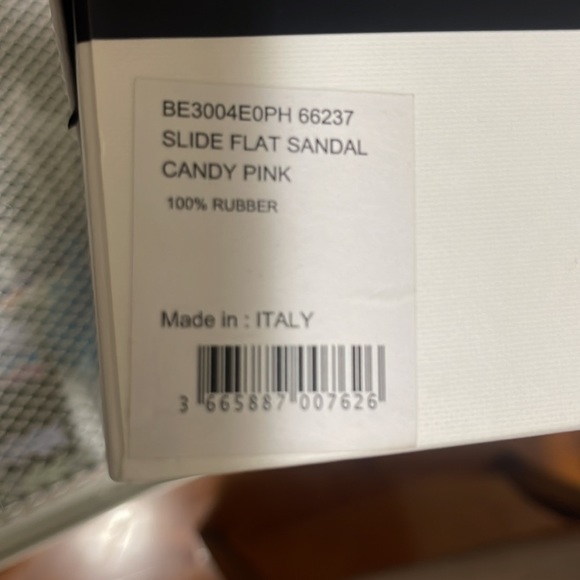 BE3004E0PH 66237
SLIDE FLAT SANDAL
CANDY PINK
100% RUBBER
Made in : ITALY
3 665887 007626